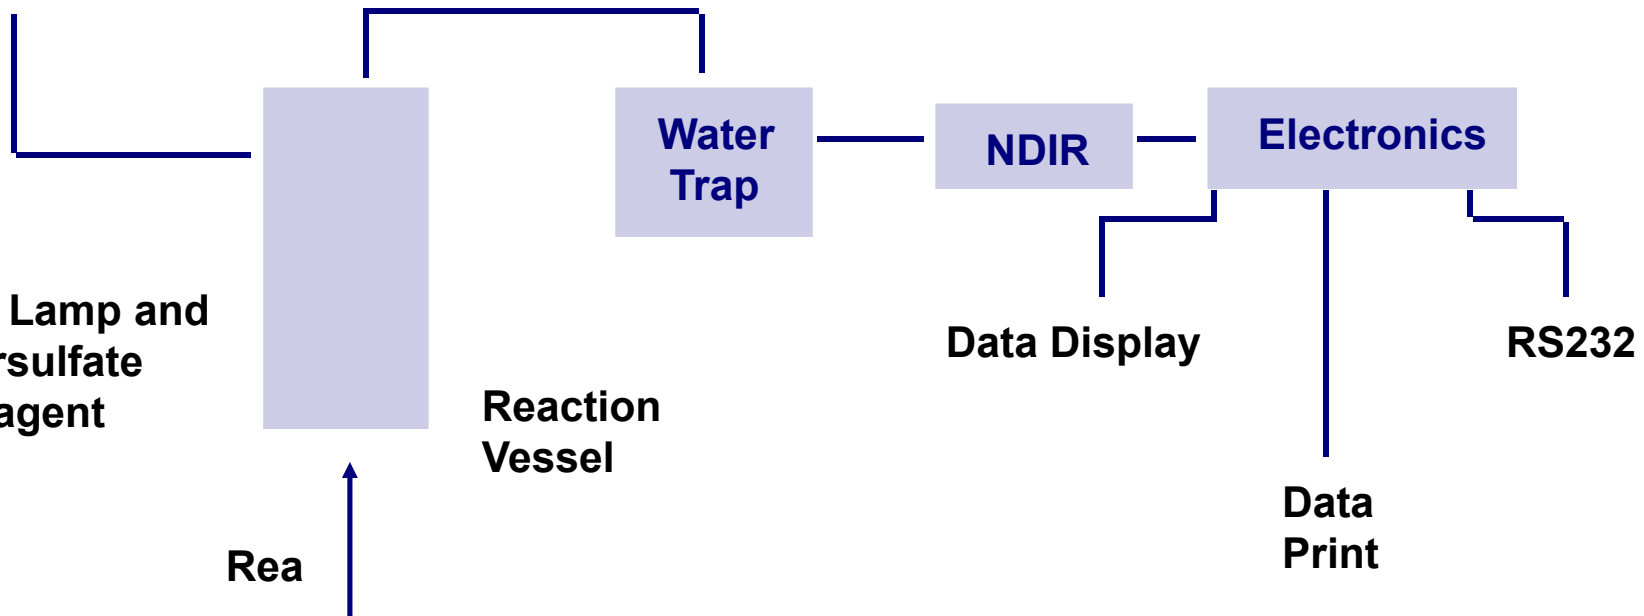 Water
Trap
NDIR
Electronics
Lamp and
rsulfate
agent
Data Display
RS232
Reaction
Vessel
Data
Print
Rea